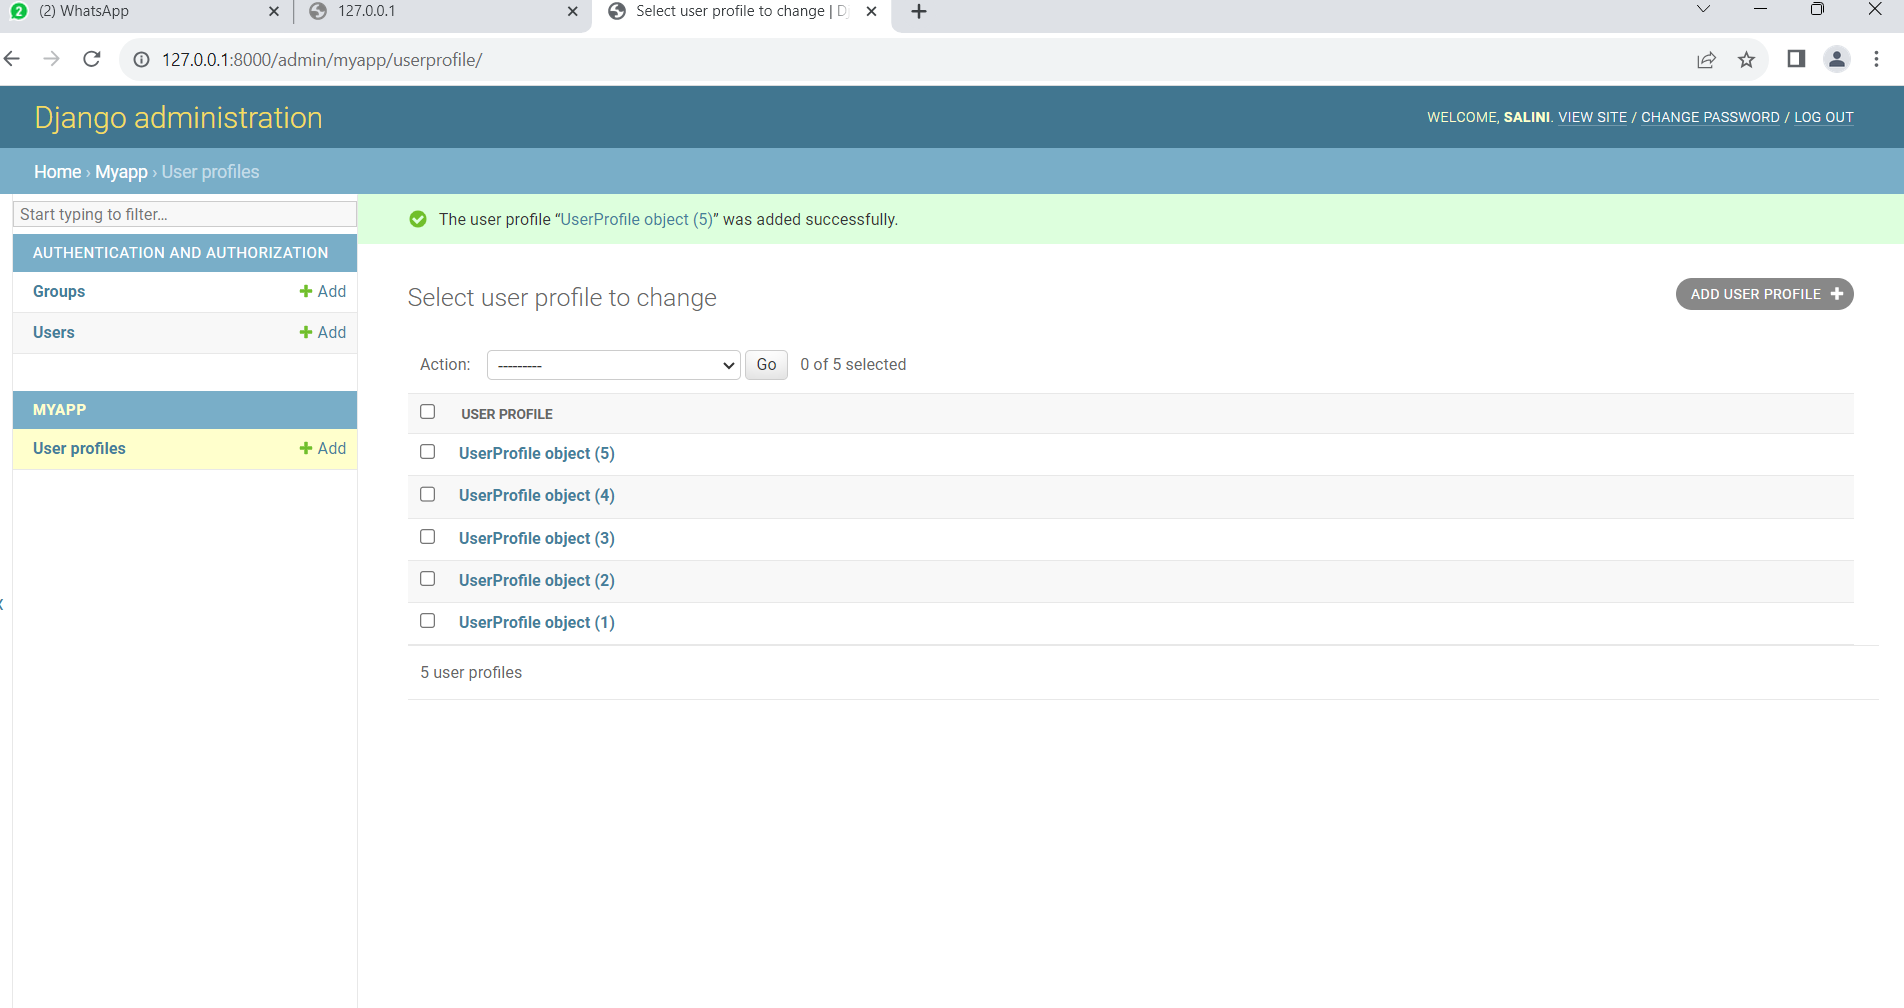 2 (2) WhatsApp
127.0.0.1
Select user profile to change | Dj
127.0.0.1:8000/admin/myapp/userprofile/
Django administration
WELCOME, SALINI. VIEW SITE / CHANGE PASSWORD / LOG OUT
Home › Myapp › User profiles
Start typing to filter…
AUTHENTICATION AND AUTHORIZATION
Groups + Add
Users + Add
MYAPP
User profiles + Add
The user profile “UserProfile object (5)” was added successfully.
Select user profile to change
ADD USER PROFILE +
Action: --------- Go 0 of 5 selected
USER PROFILE
UserProfile object (5)
UserProfile object (4)
UserProfile object (3)
UserProfile object (2)
UserProfile object (1)
5 user profiles